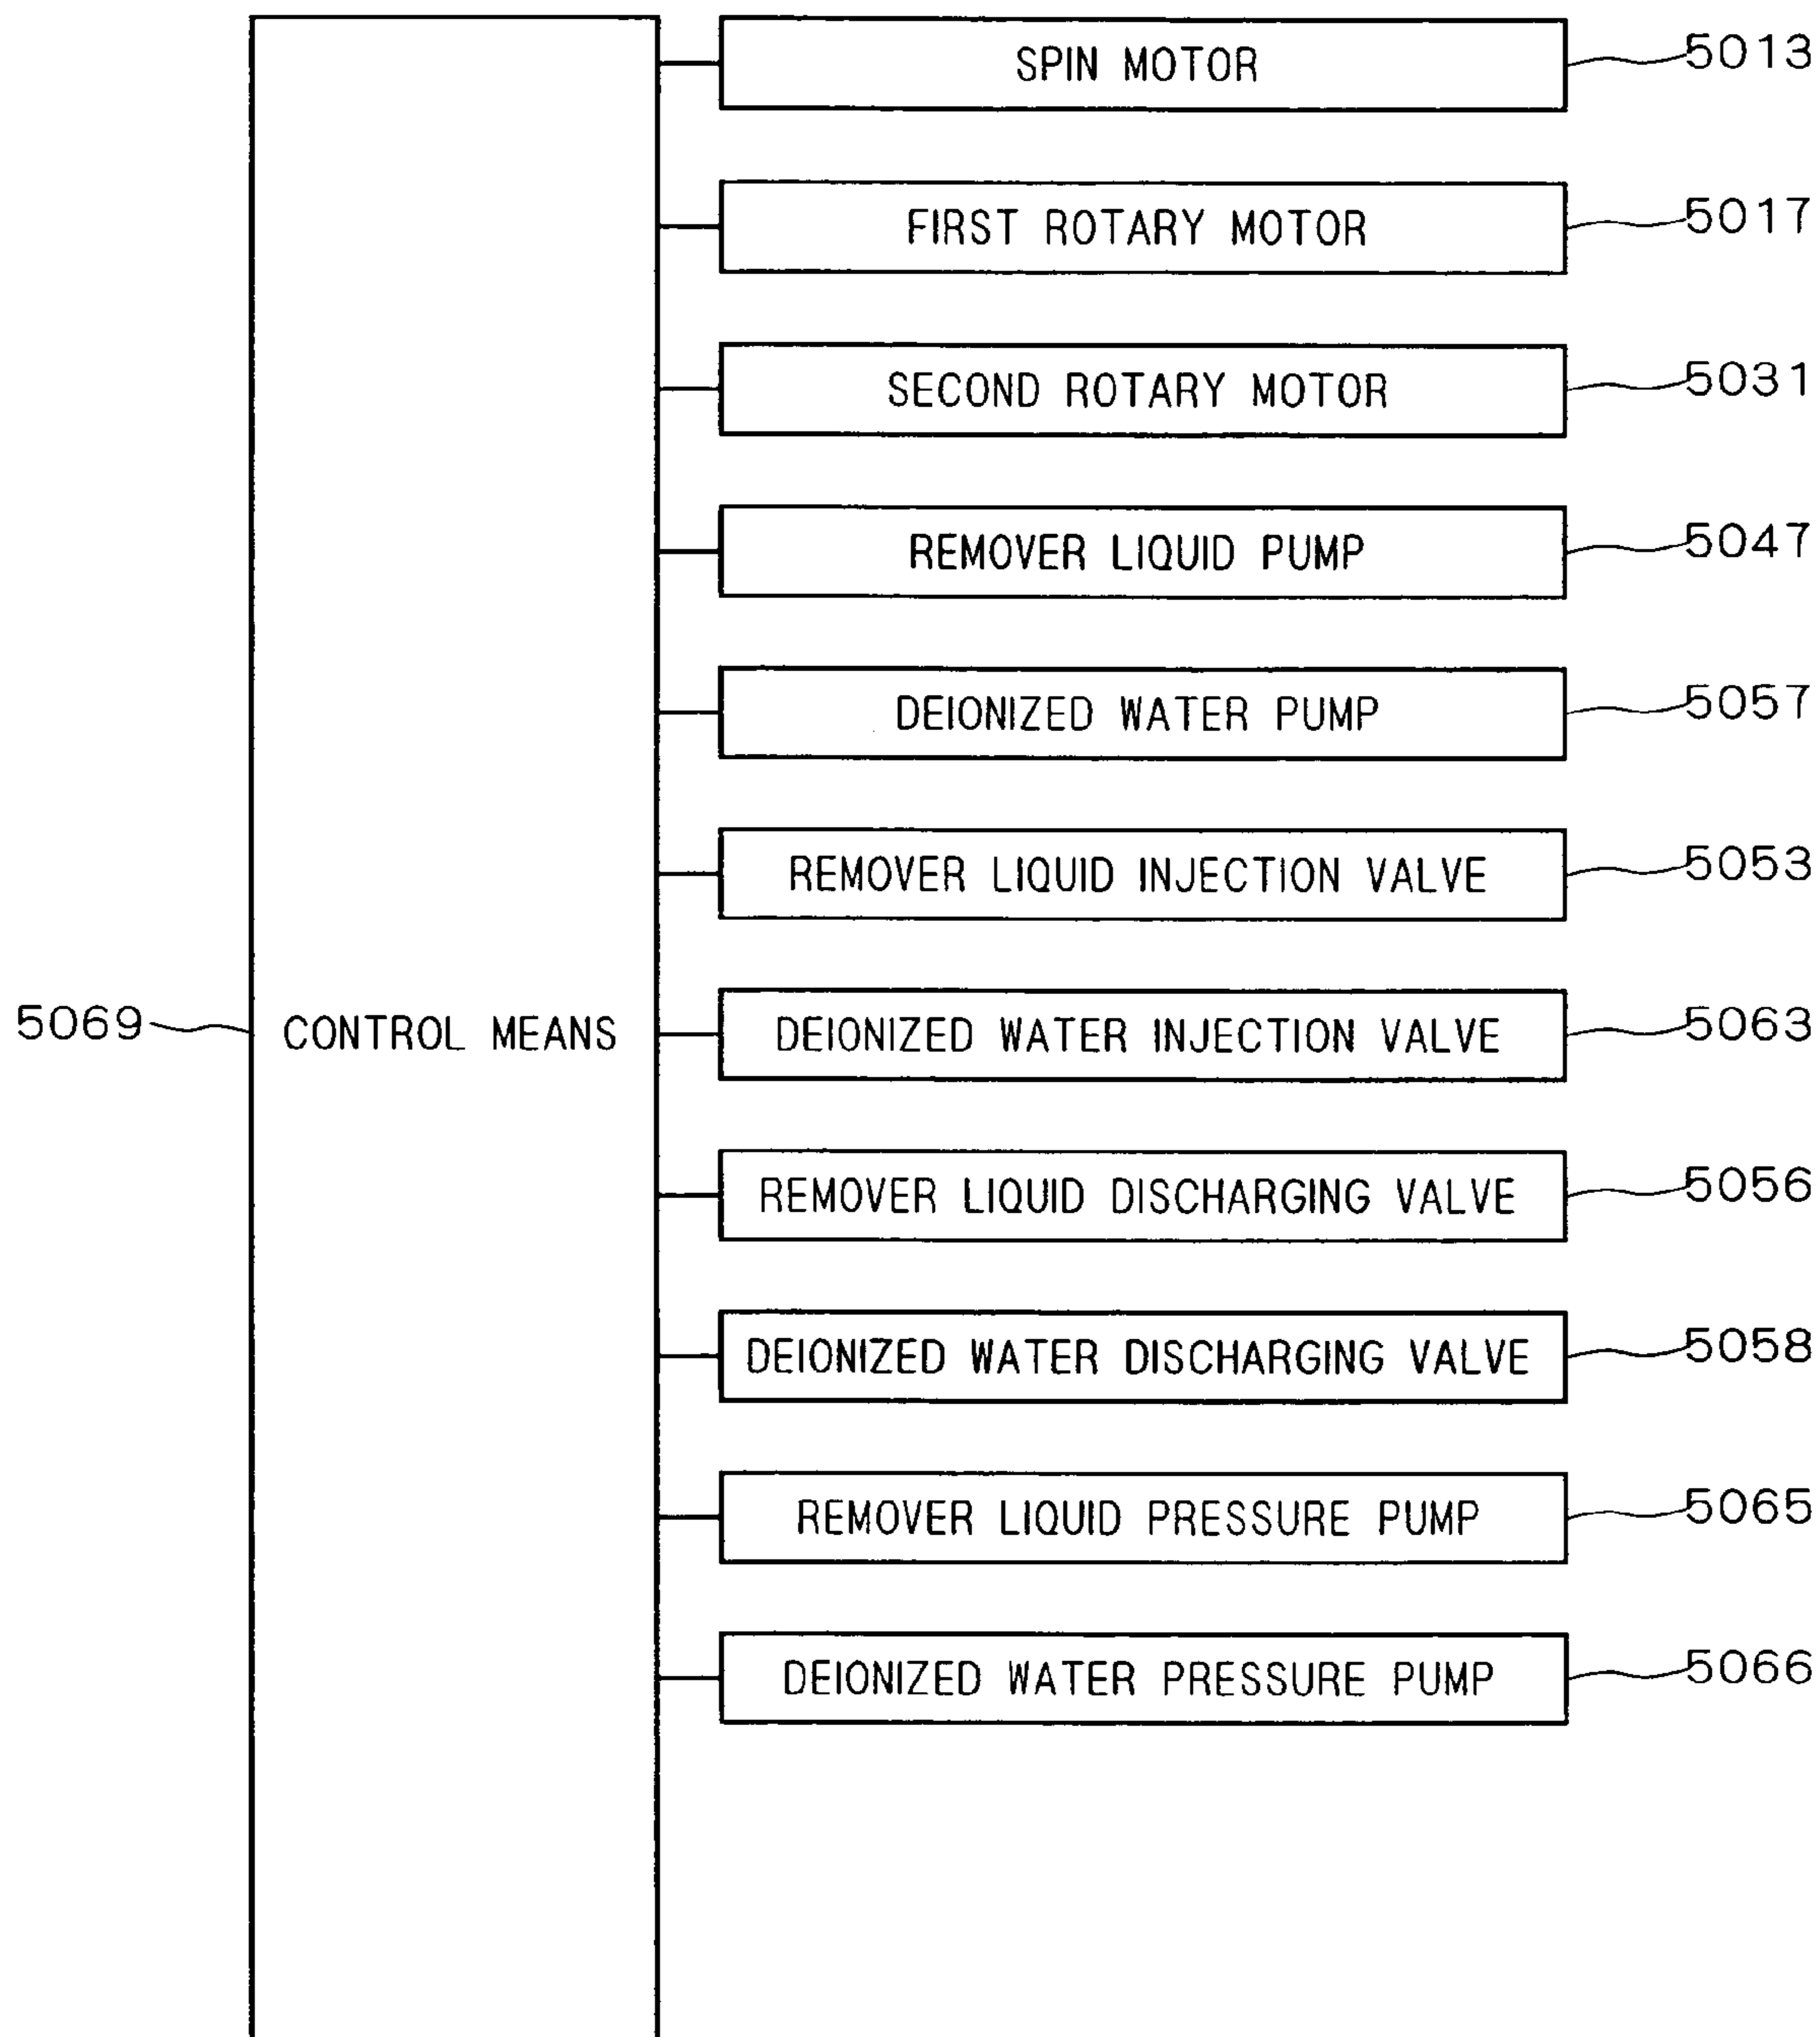 SPIN MOTOR 5013
FIRST ROTARY MOTOR 5017
SECOND ROTARY MOTOR 5031
REMOVER LIQUID PUMP 5047
DEIONIZED WATER PUMP 5057
REMOVER LIQUID INJECTION VALVE 5053
5069 CONTROL MEANS DEIONIZED WATER INJECTION VALVE 5063
REMOVER LIQUID DISCHARGING VALVE 5056
DEIONIZED WATER DISCHARGING VALVE 5058
REMOVER LIQUID PRESSURE PUMP 5065
DEIONIZED WATER PRESSURE PUMP 5066